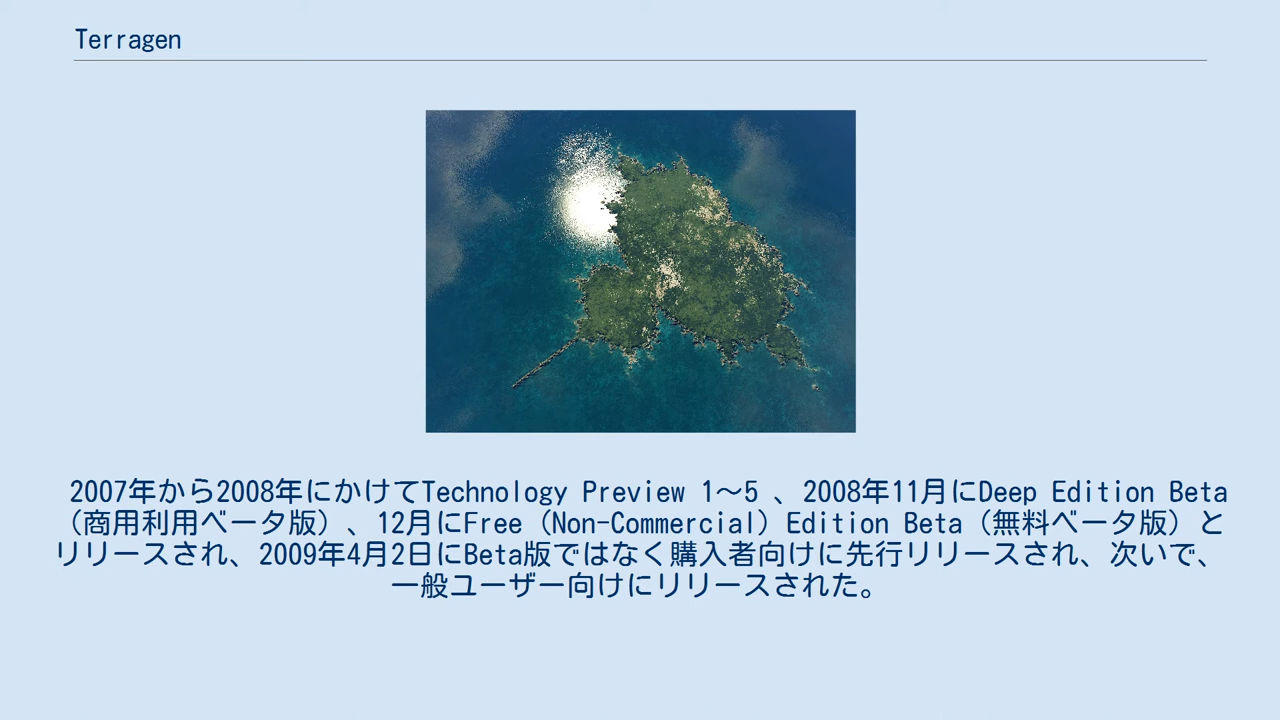 Terragen
2007年から2008年にかけてTechnology Preview 1～5 、2008年11月にDeep Edition Beta
（商用利用ベータ版）、12月にFree（Non-Commercial）Edition Beta（無料ベータ版）と
リリースされ、2009年4月2日にBeta版ではなく購入者向けに先行リリースされ、次いで、
一般ユーザー向けにリリースされた。